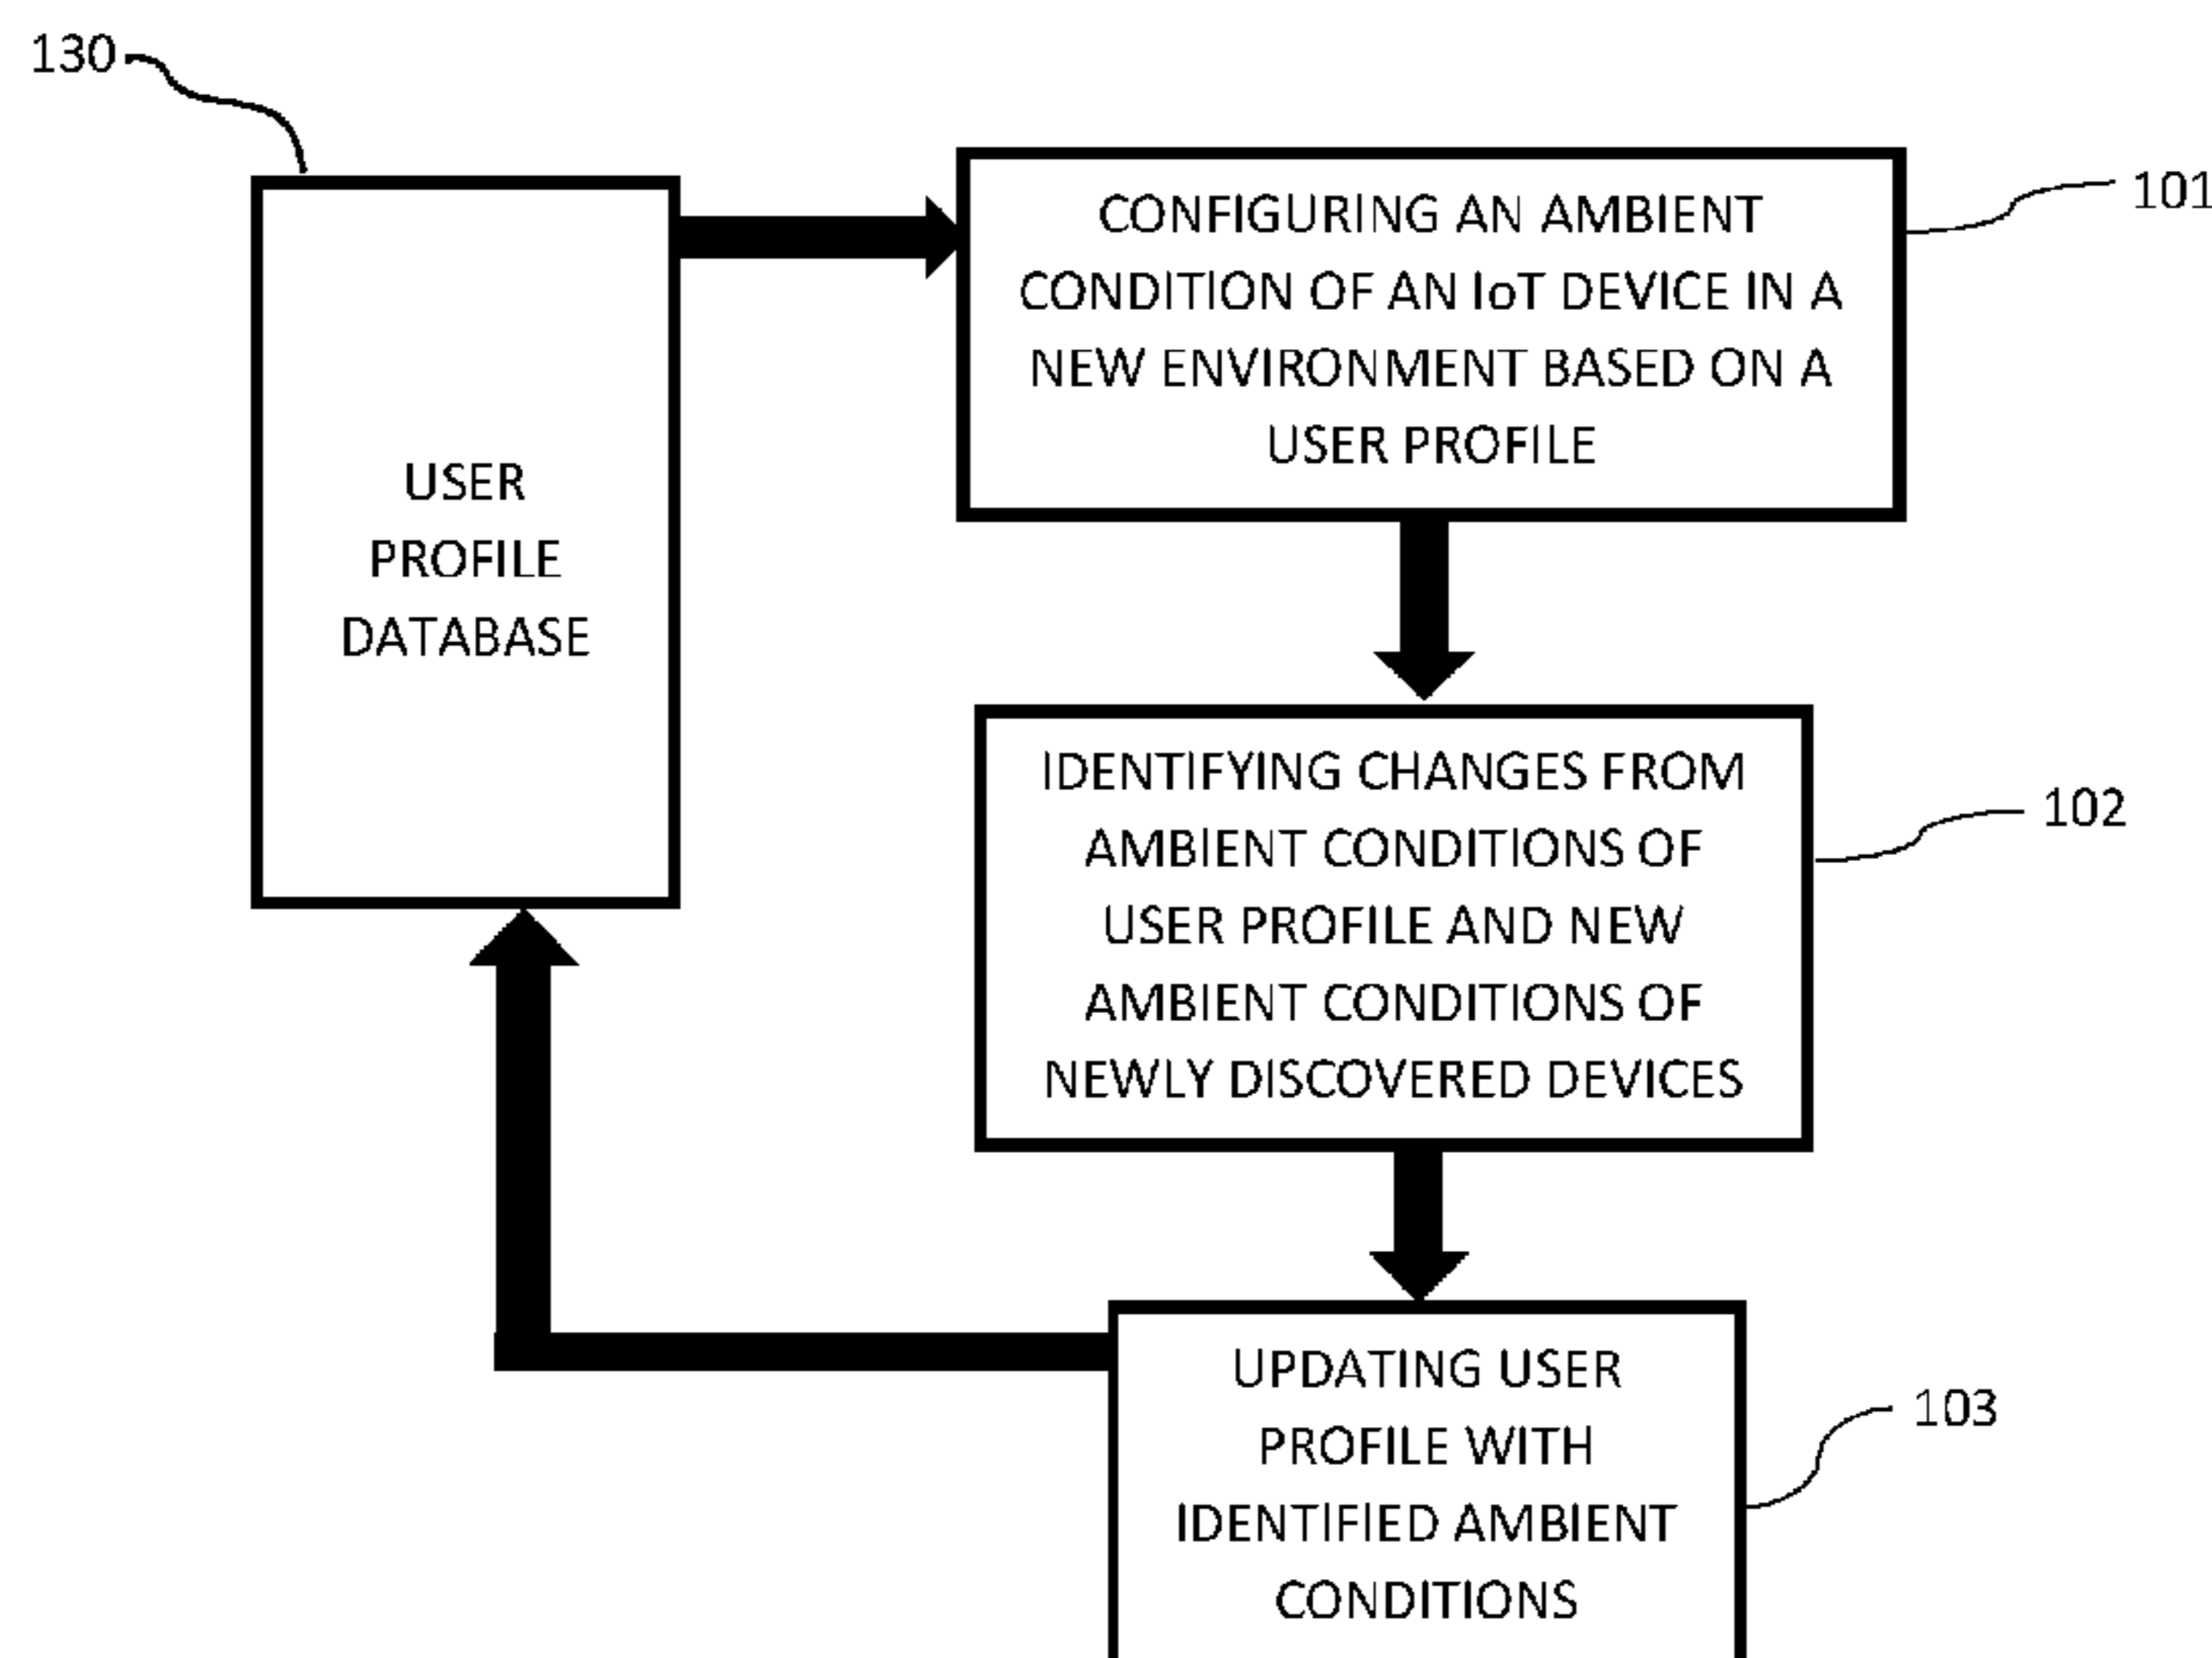 130
USER
PROFILE
DATABASE
CONFIGURING AN AMBIENT
CONDITION OF AN IoT DEVICE IN A
NEW ENVIRONMENT BASED ON A
USER PROFILE
101
IDENTIFYING CHANGES FROM
AMBIENT CONDITIONS OF
USER PROFILE AND NEW
AMBIENT CONDITIONS OF
NEWLY DISCOVERED DEVICES
102
UPDATING USER
PROFILE WITH
IDENTIFIED AMBIENT
CONDITIONS
103